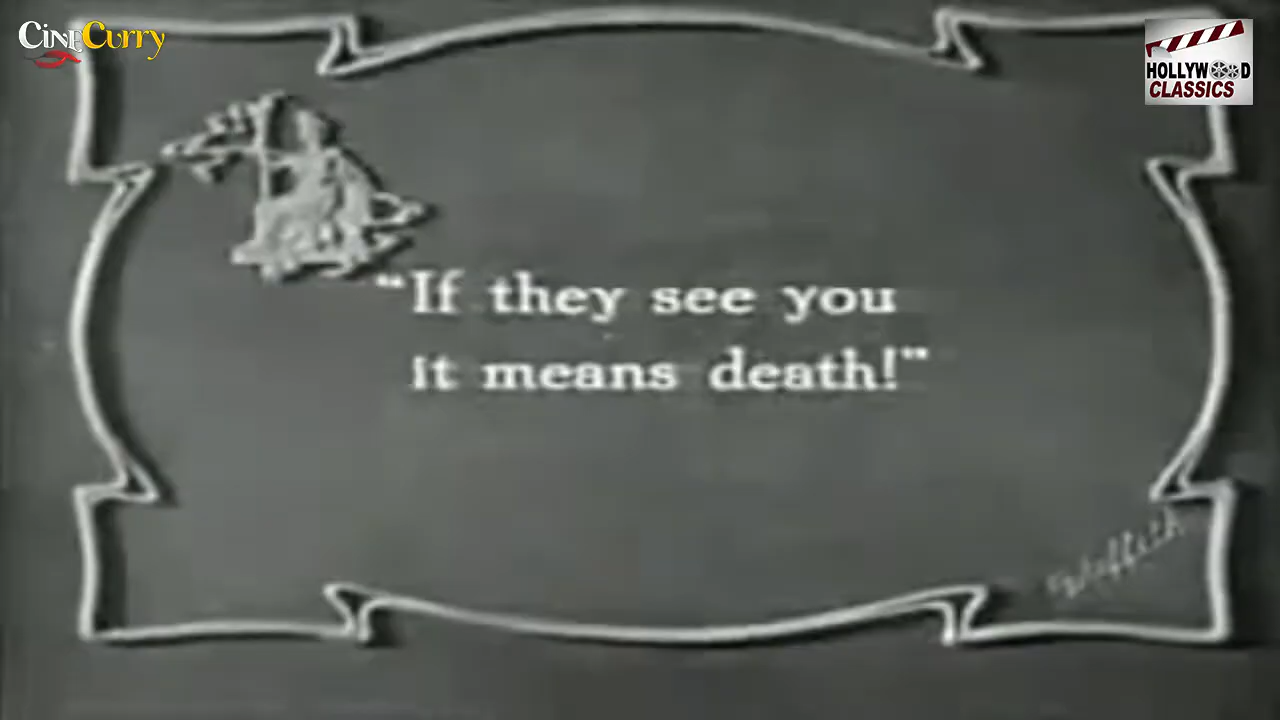 CineCurry
HOLLYWOOD
CLASSICS
"If they see you
it means death!"